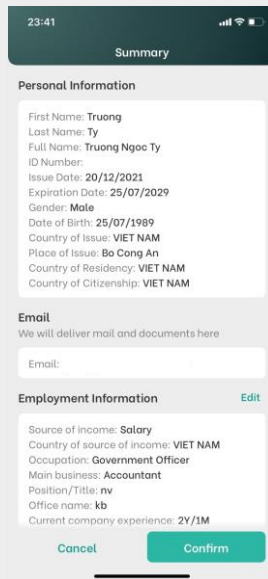 23:41
Summary
Personal Information
First Name: Truong
Last Name: Ty
Full Name: Truong Ngoc Ty
ID Number:
Issue Date: 20/12/2021
Expiration Date: 25/07/2029
Gender: Male
Date of Birth: 25/07/1989
Country of Issue: VIET NAM
Place of Issue: Bo Cong An
Country of Residency: VIET NAM
Country of Citizenship: VIET NAM
Email
We will deliver mail and documents here
Email:
Employment Information Edit
Source of income: Salary
Country of source of income: VIET NAM
Occupation: Government Officer
Main business: Accountant
Position/Title: nv
Office name: kb
Current company experience: 2Y/1M
Cancel Confirm